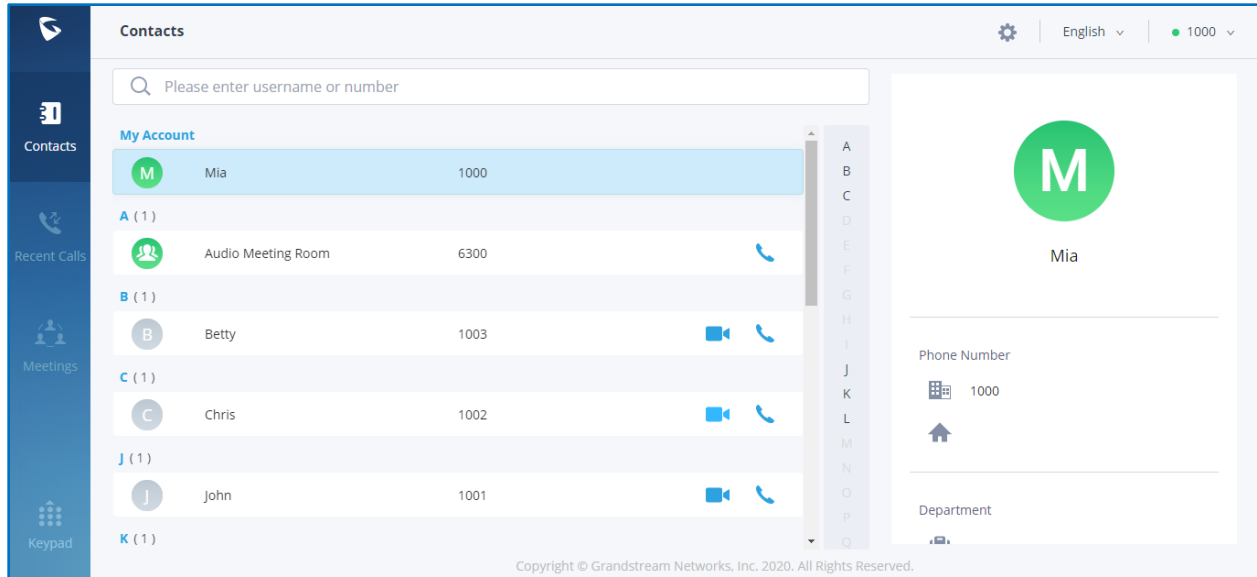 Contacts
English
1000
Contacts
Recent Calls
Meetings
Keypad
Please enter username or number
My Account
M Mia 1000
A (1)
Audio Meeting Room 6300
B (1)
B Betty 1003
C (1)
C Chris 1002
J (1)
J John 1001
K (1)
A
B
C
D
E
F
G
H
I
J
K
L
M
N
O
P
Q
M
Mia
Phone Number
1000
Department
Copyright © Grandstream Networks, Inc. 2020. All Rights Reserved.